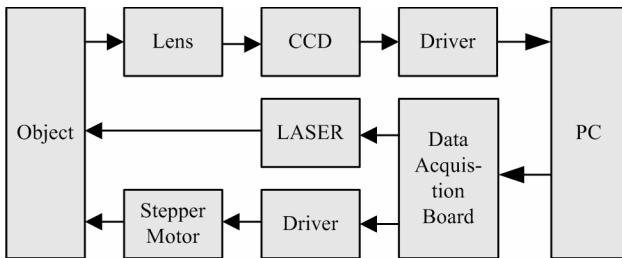 Object
Lens
CCD
Driver
PC
LASER
Data
Acquis-
tion
Board
Stepper
Motor
Driver